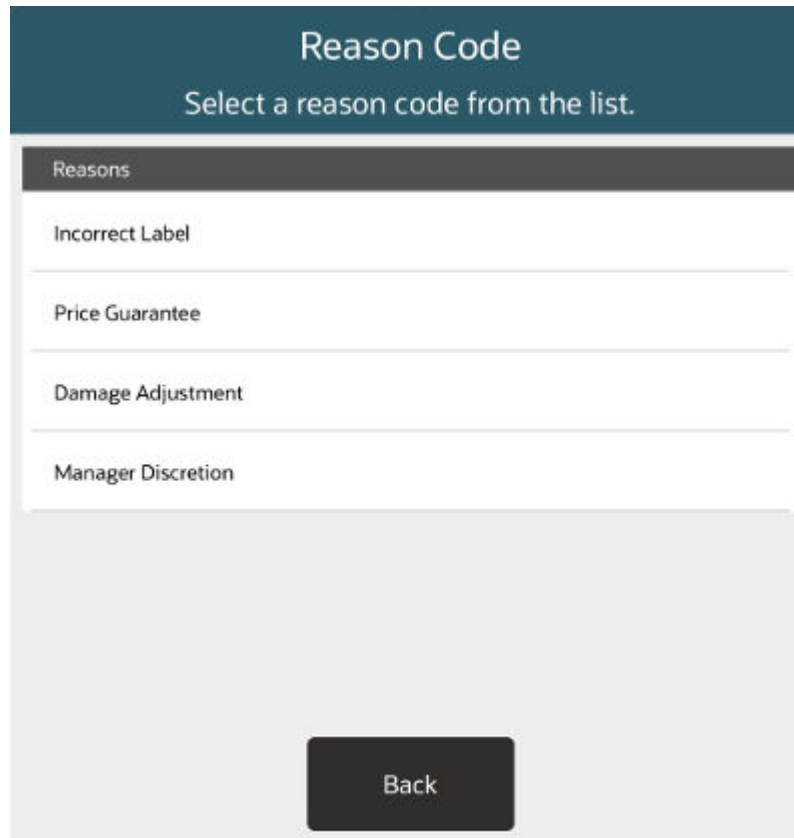 Reason Code
Select a reason code from the list.
Reasons
Incorrect Label
Price Guarantee
Damage Adjustment
Manager Discretion
Back